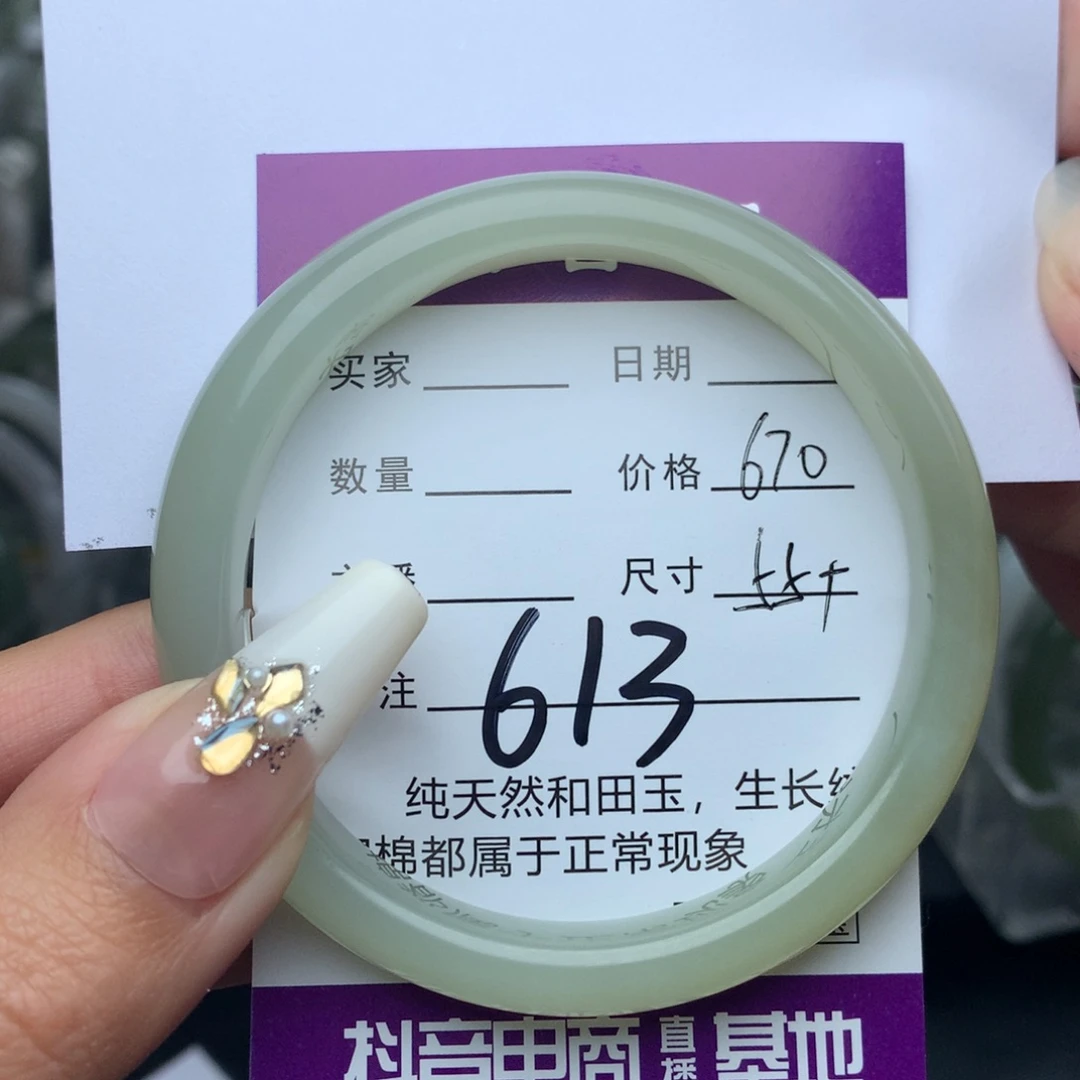 买家 日期
数量 价格 670
尺寸 55+
注 613
纯天然和田玉，生长
棉都属于正常现象
抖音电商直播基地